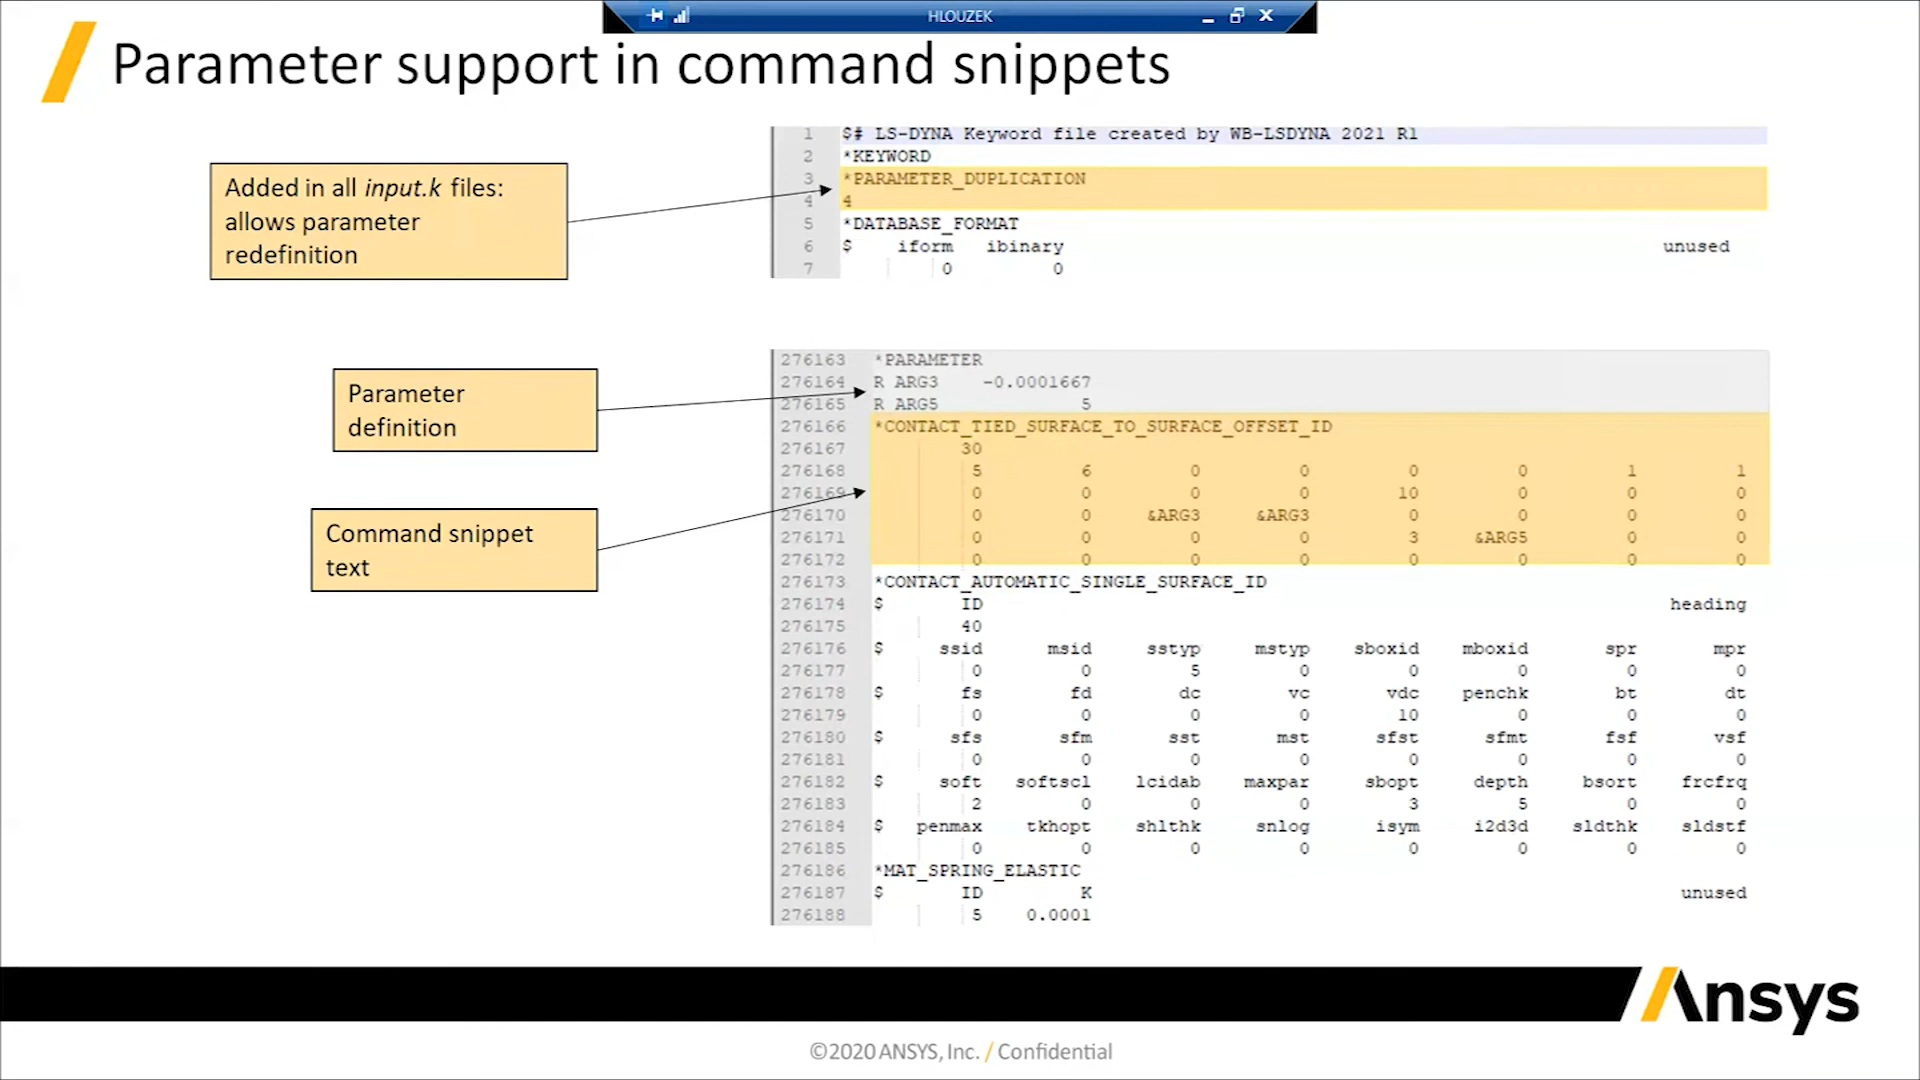 HLOUZEK
Parameter support in command snippets
Added in all input.k files:
allows parameter
redefinition
1 $# LS-DYNA Keyword file created by WB-LSDYNA 2021 R1
2 *KEYWORD
3 *PARAMETER_DUPLICATION
4 4
5 *DATABASE_FORMAT
6 $ iform ibinary unused
7 0 0
Parameter
definition
Command snippet
text
276163 *PARAMETER
276164 R ARG3 -0.0001667
276165 R ARG5 5
276166 *CONTACT_TIED_SURFACE_TO_SURFACE_OFFSET_ID
276167 30
276168 5 6 0 0 0 0 1 1
276169 0 0 0 0 10 0 0 0
276170 0 0 &ARG3 &ARG3 0 0 0 0
276171 0 0 0 0 3 &ARG5 0 0
276172 0 0 0 0 0 0 0 0
276173 *CONTACT_AUTOMATIC_SINGLE_SURFACE_ID
276174 $ ID heading
276175 40
276176 $ ssid msid sstyp mstyp sboxid mboxid spr mpr
276177 0 0 5 0 0 0 0 0
276178 $ fs fd dc vc vdc penchk bt dt
276179 0 0 0 0 10 0 0 0
276180 $ sfs sfm sst mst sfst sfmt fsf vsf
276181 0 0 0 0 0 0 0 0
276182 $ soft softscl lcidab maxpar sbopt depth bsort frcfrq
276183 2 0 0 0 3 5 0 0
276184 $ penmax tkhopt shlthk snlog isym i2d3d sldthk sldstf
276185 0 0 0 0 0 0 0 0
276186 *MAT_SPRING_ELASTIC
276187 $ ID K unused
276188 5 0.0001
Ansys
©2020 ANSYS, Inc. / Confidential